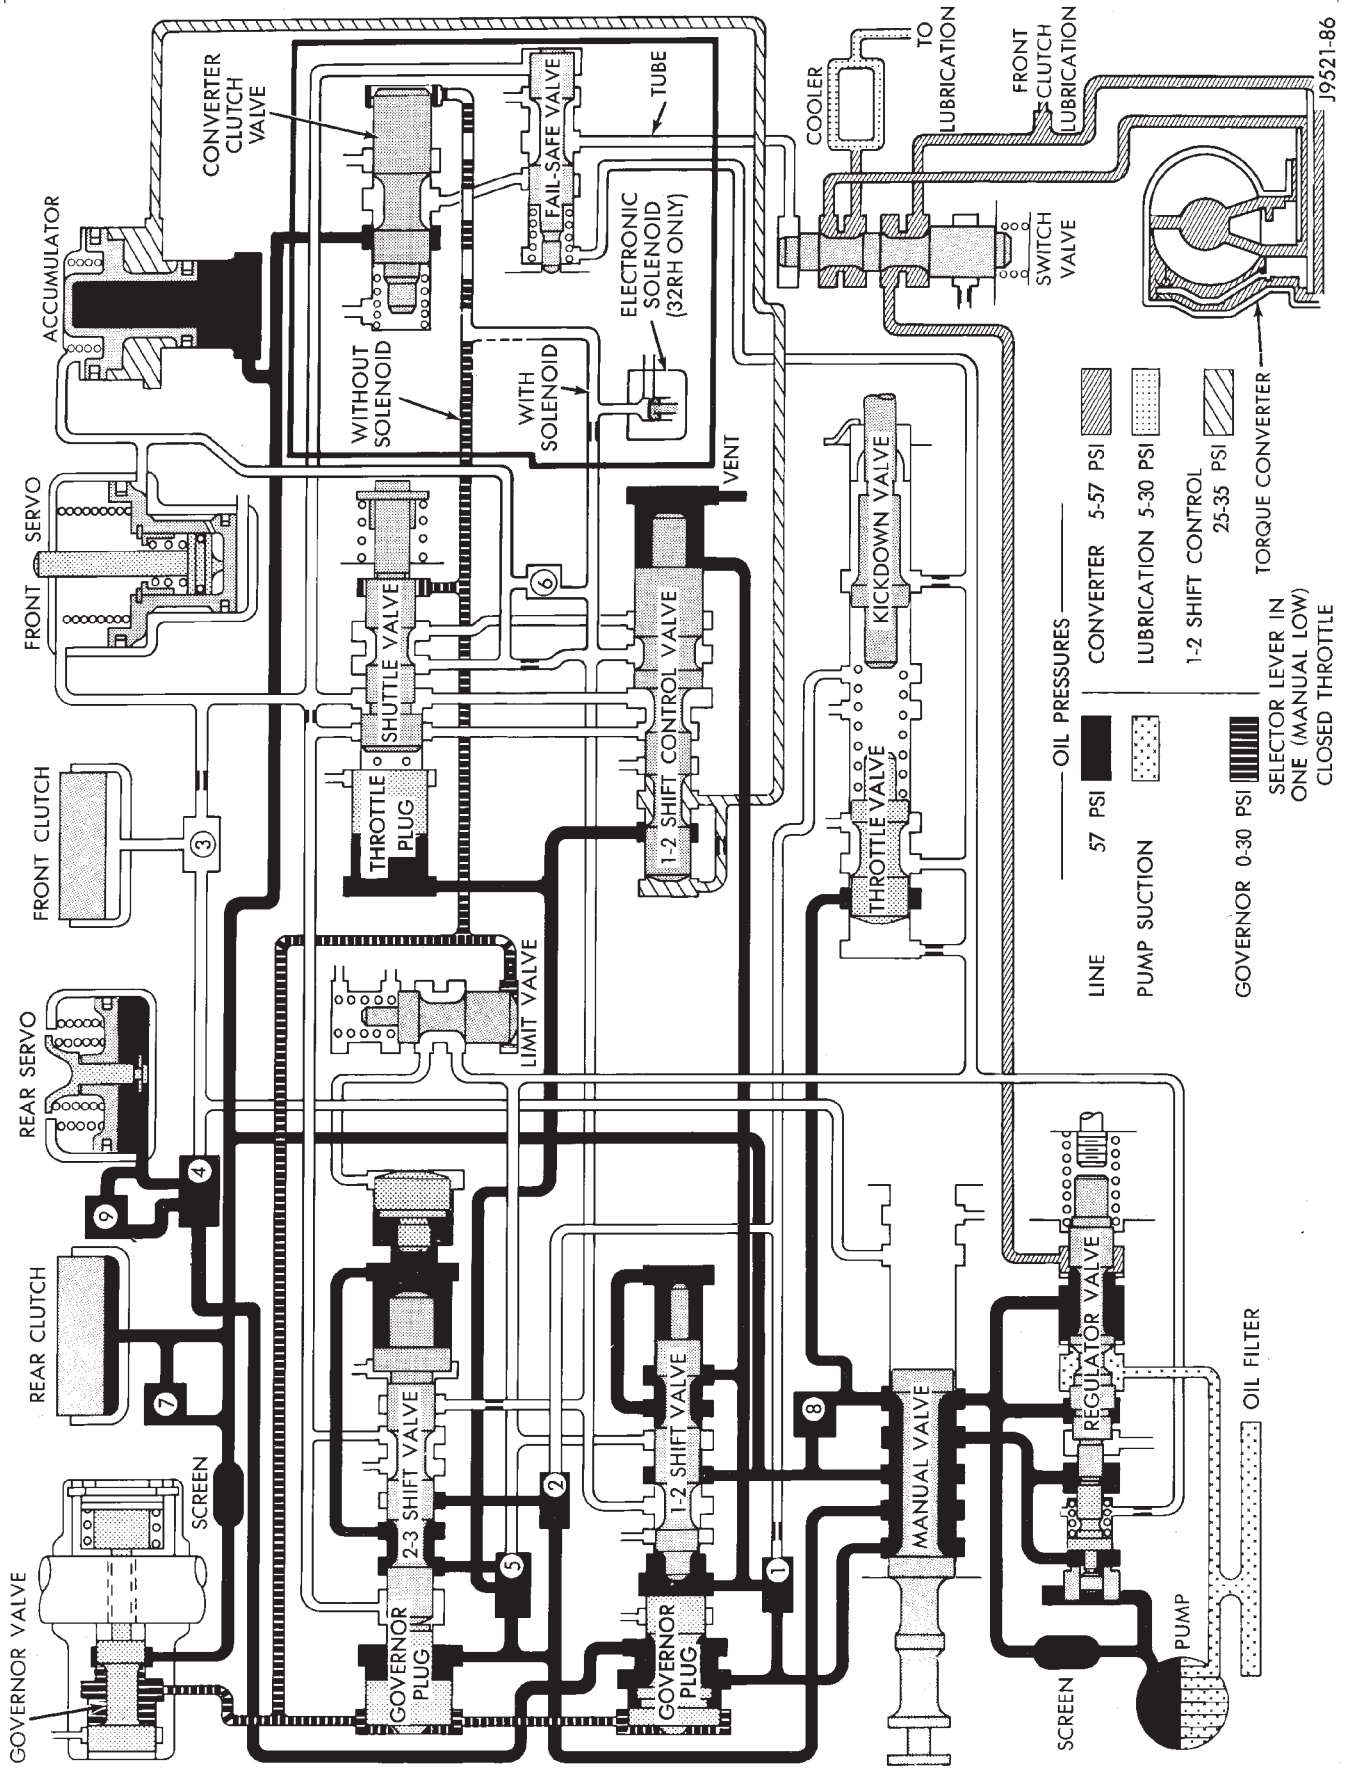 GOVERNOR VALVE
SCREEN
REAR CLUTCH
7
9
4
REAR SERVO
FRONT CLUTCH
3
FRONT SERVO
ACCUMULATOR
CONVERTER
CLUTCH
VALVE
GOVERNOR
PLUG
2-3 SHIFT VALVE
5
2
LIMIT VALVE
THROTTLE
PLUG
SHUTTLE VALVE
6
WITHOUT
SOLENOID
WITH
SOLENOID
ELECTRONIC
SOLENOID
(32RH ONLY)
FAIL-SAFE VALVE
TUBE
GOVERNOR
PLUG
1-2 SHIFT VALVE
1
1-2 SHIFT CONTROL VALVE
VENT
MANUAL VALVE
8
THROTTLE VALVE
KICKDOWN VALVE
COOLER
TO
LUBRICATION
FRONT
CLUTCH
LUBRICATION
SWITCH
VALVE
SCREEN
PUMP
REGULATOR VALVE
OIL FILTER
OIL PRESSURES
LINE 57 PSI
PUMP SUCTION
GOVERNOR 0-30 PSI
CONVERTER 5-57 PSI
LUBRICATION 5-30 PSI
1-2 SHIFT CONTROL
25-35 PSI
TORQUE CONVERTER
SELECTOR LEVER IN
ONE (MANUAL LOW)
CLOSED THROTTLE
J9521-86